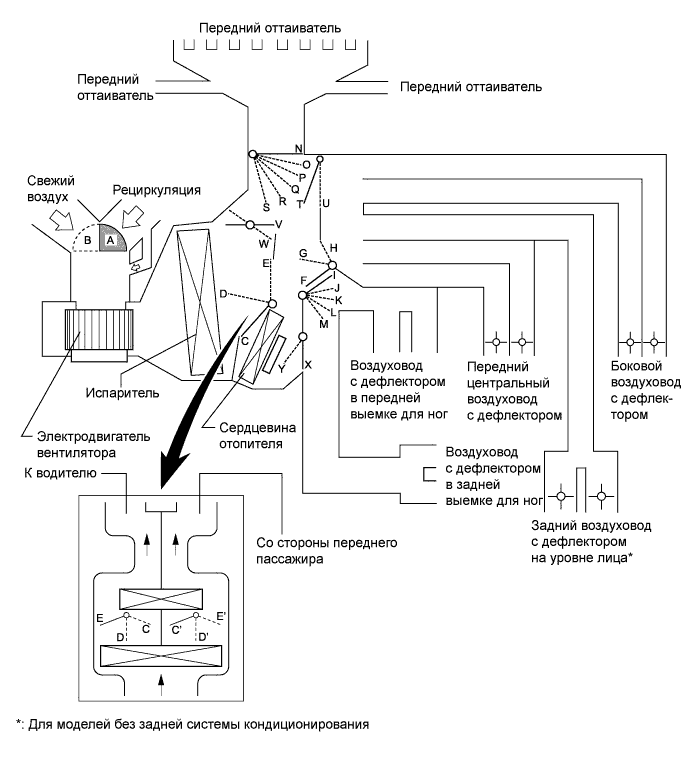 Передний оттаиватель
Передний
оттаиватель
Передний оттаиватель
Свежий
воздух
Рециркуляция
B
A
N
O
P
Q
R
S
T
U
V
W
E
D
C
G
H
F
I
J
K
L
M
X
Y
Испаритель
Электродвигатель
вентилятора
Сердцевина
отопителя
Воздуховод
с дефлектором
в передней
выемке для ног
Передний
центральный
воздуховод
с дефлектором
Боковой
воздуховод
с дефлек-
тором
Воздуховод
с дефлектором
в задней
выемке для ног
Задний воздуховод
с дефлектором
на уровне лица*
К водителю
Со стороны переднего
пассажира
E
D
C
C'
D'
E'
*: Для моделей без задней системы кондиционирования